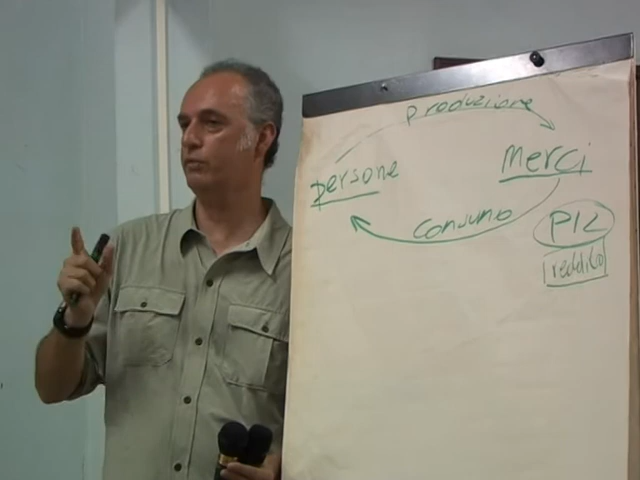 produzione
persone
merci
consumo
PIL
reddito